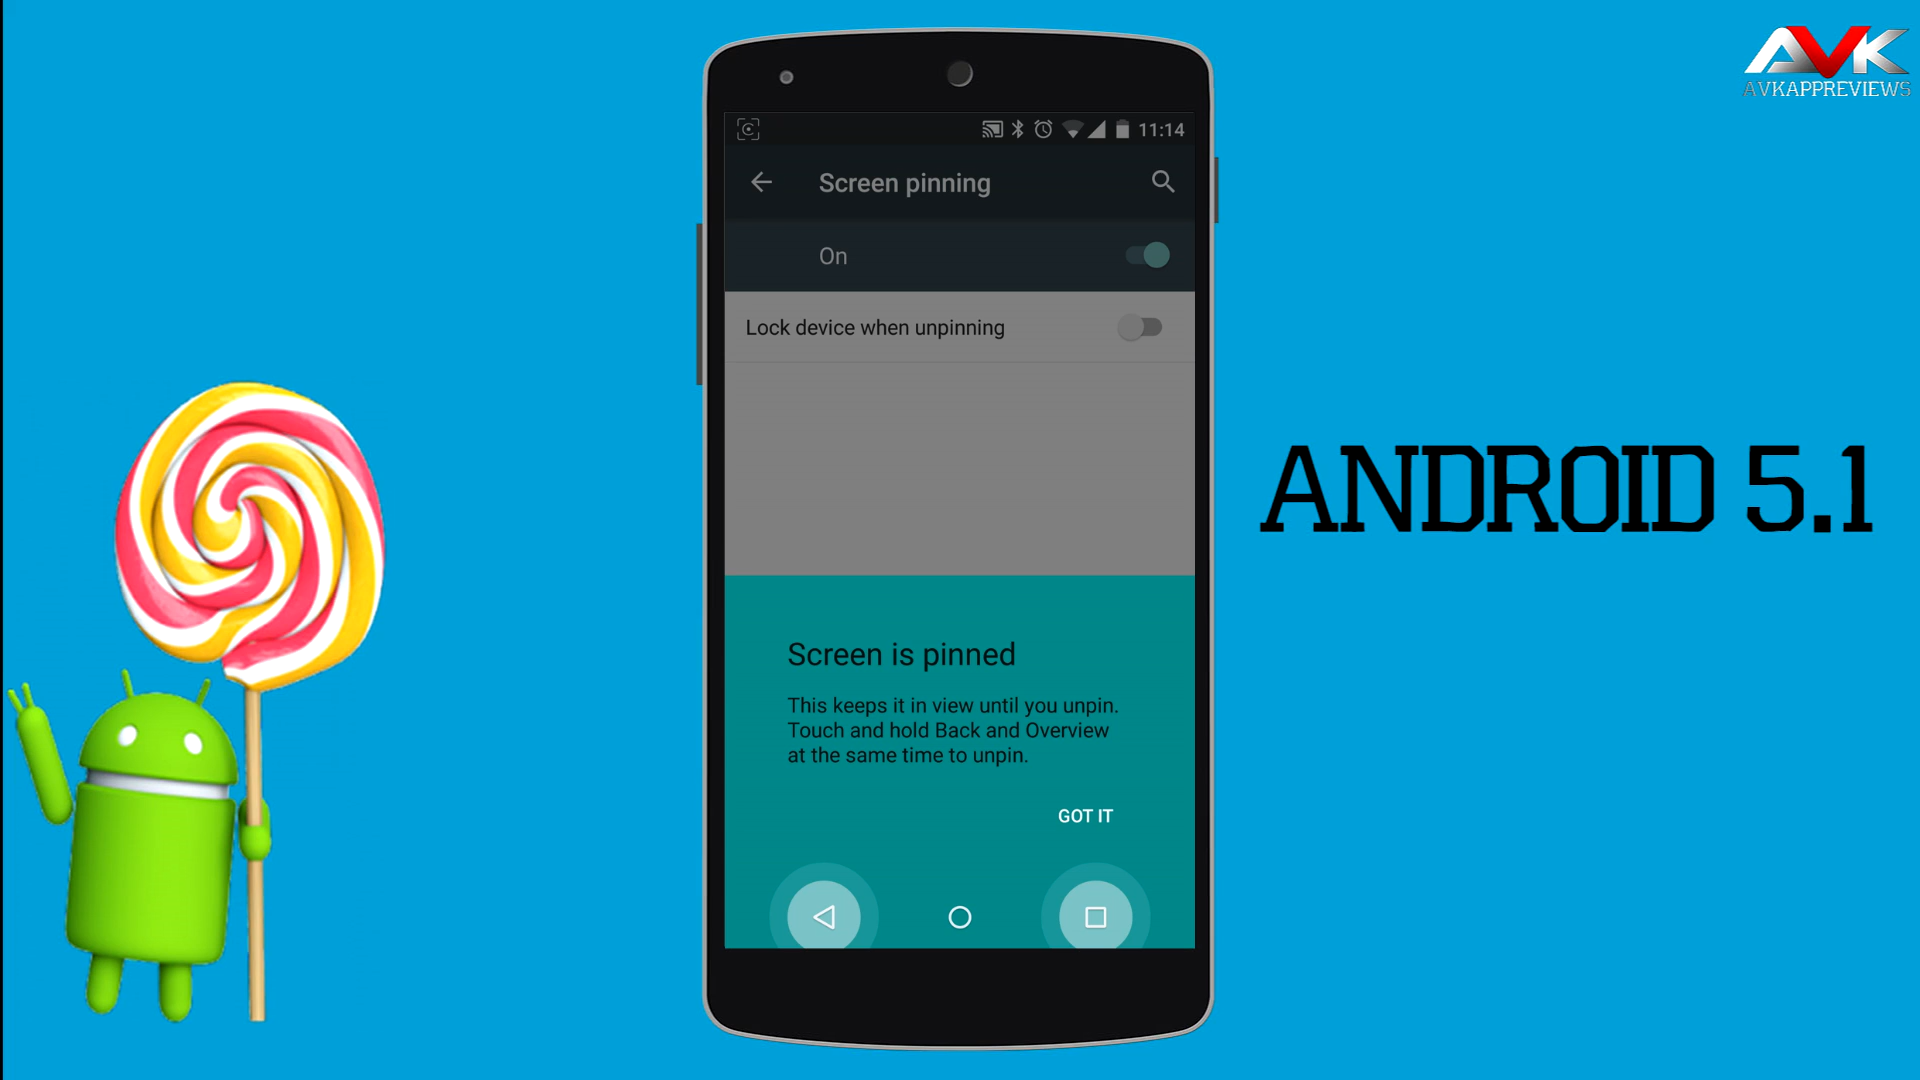 AVK
AVKAPPREVIEWS
11:14
Screen pinning
On
Lock device when unpinning
ANDROID 5.1
Screen is pinned
This keeps it in view until you unpin.
Touch and hold Back and Overview
at the same time to unpin.
GOT IT